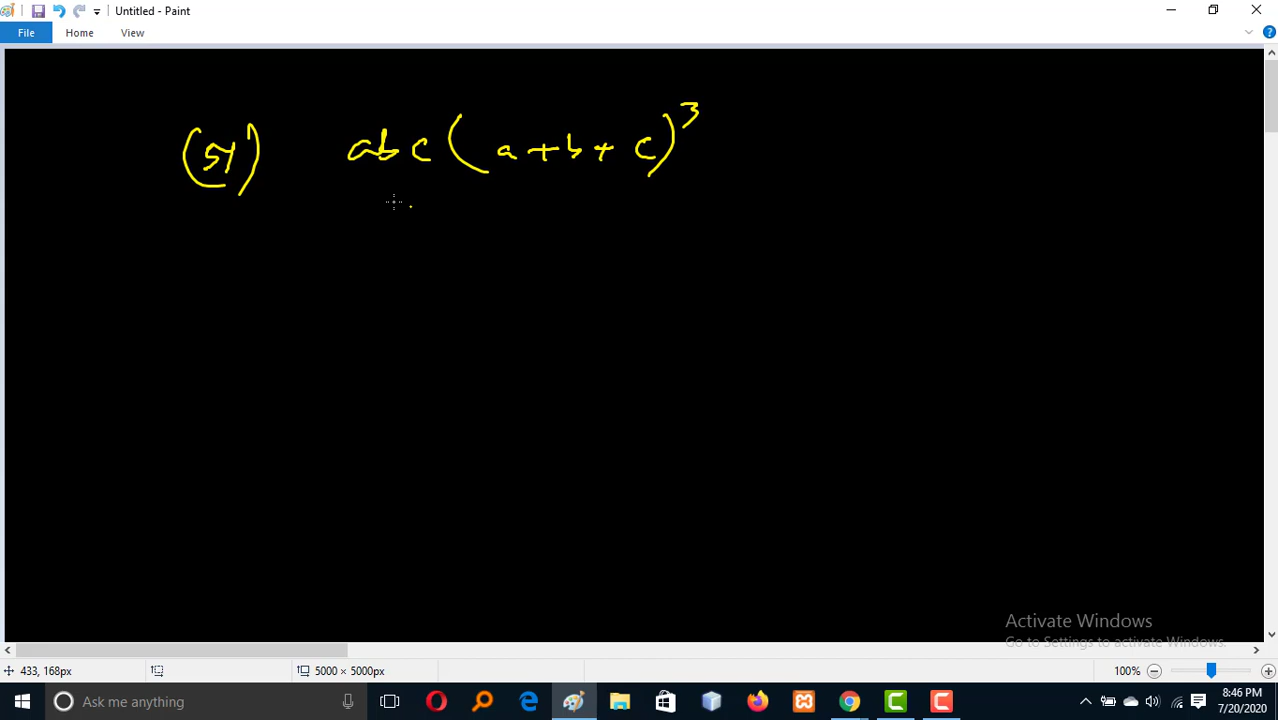 Untitled - Paint
File Home View
(54) abc(a+b+c)³
Activate Windows
Go to Settings to activate Windows.
433, 168px
5000 × 5000px
100%
Ask me anything
8:46 PM
7/20/2020